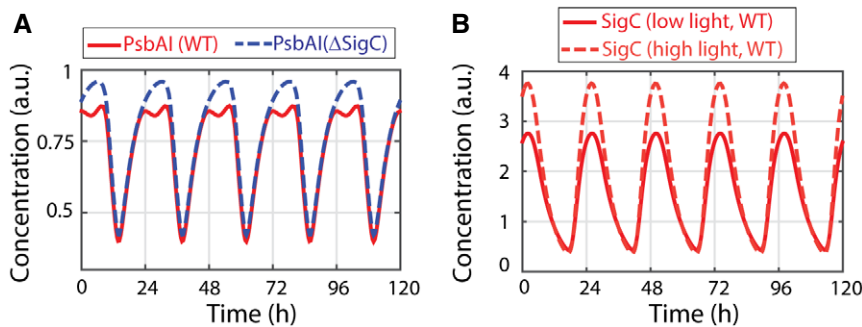 A
PsbAI (WT) PsbAI(ΔSigC)
Concentration (a.u.)
1
0.75
0.5
0 24 48 72 96 120
Time (h)
B
SigC (low light, WT)
SigC (high light, WT)
Concentration (a.u.)
4
3
2
1
0
0 24 48 72 96 120
Time (h)